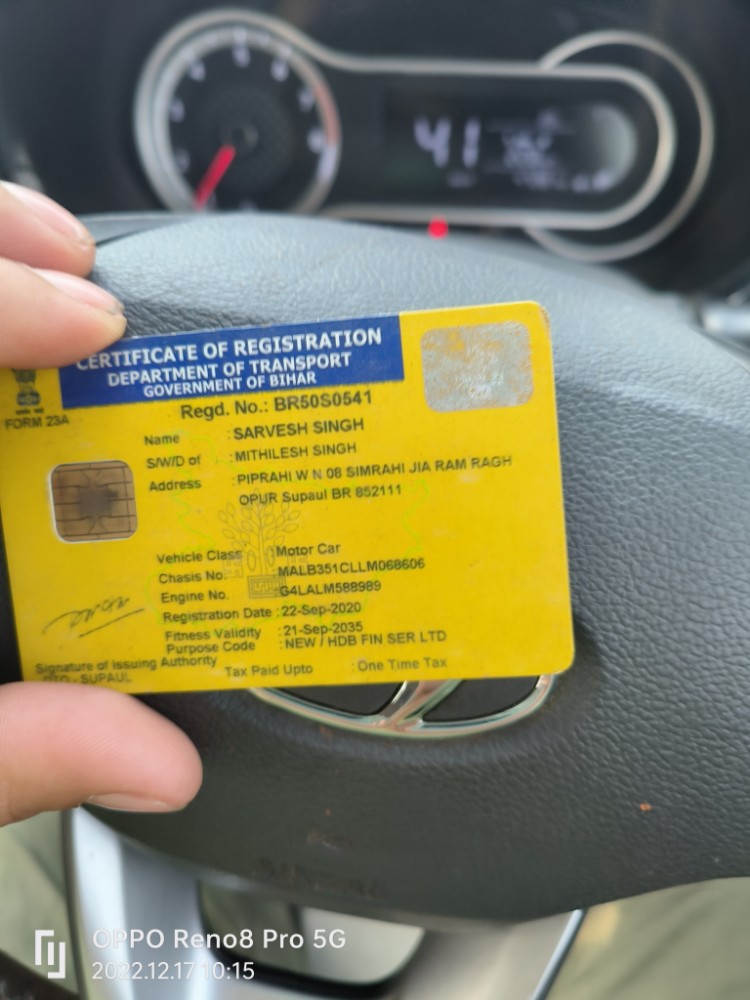 41
CERTIFICATE OF REGISTRATION
DEPARTMENT OF TRANSPORT
GOVERNMENT OF BIHAR
FORM 23A
Regd. No.: BR50S0541
Name : SARVESH SINGH
S/W/D of : MITHILESH SINGH
Address : PIPRAHI W N 08 SIMRAHI JIA RAM RAGH
OPUR Supaul BR 852111
Vehicle Class : Motor Car
Chasis No. : MALB351CLLM068606
Engine No. : G4LALM588989
Registration Date : 22-Sep-2020
Fitness Validity : 21-Sep-2035
Purpose Code : NEW / HDB FIN SER LTD
Signature of Issuing Authority
DTO - SUPAUL
Tax Paid Upto : One Time Tax
OPPO Reno8 Pro 5G
2022.12.17 10:15